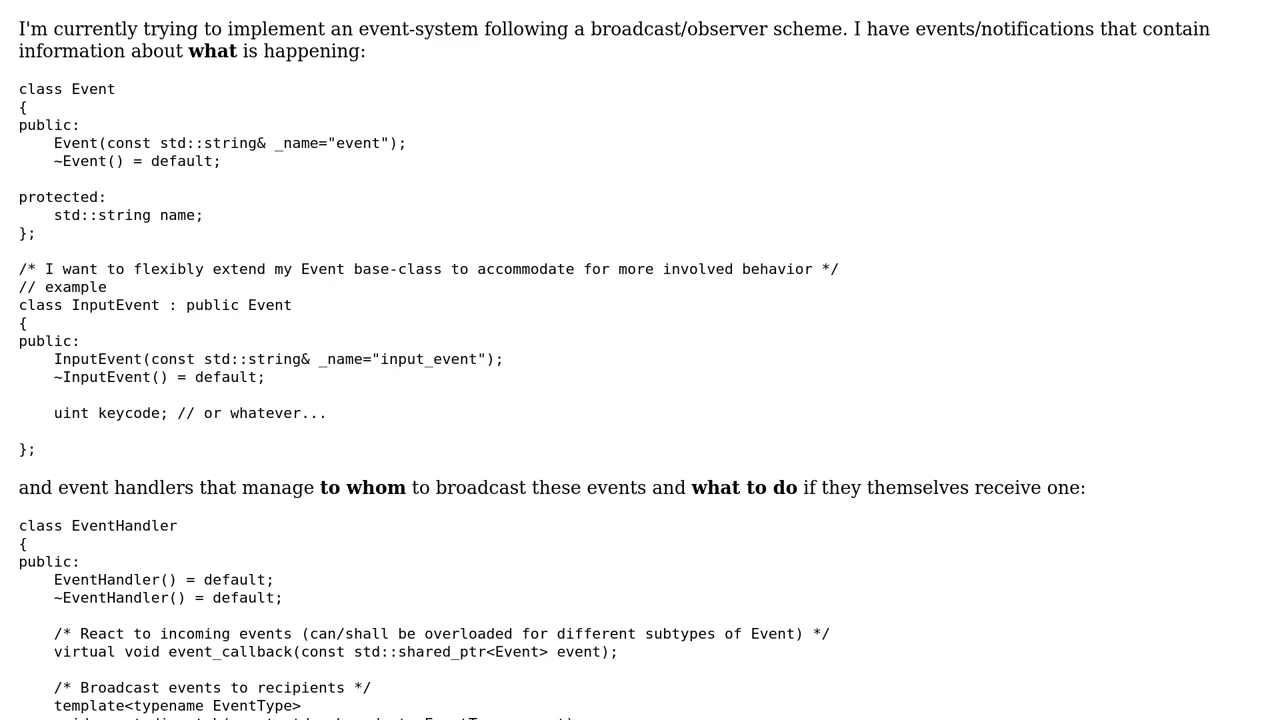 I'm currently trying to implement an event-system following a broadcast/observer scheme. I have events/notifications that contain
information about what is happening:
class Event
{
public:
    Event(const std::string& _name="event");
    ~Event() = default;

protected:
    std::string name;
};

/* I want to flexibly extend my Event base-class to accommodate for more involved behavior */
// example
class InputEvent : public Event
{
public:
    InputEvent(const std::string& _name="input_event");
    ~InputEvent() = default;

    uint keycode; // or whatever...

};
and event handlers that manage to whom to broadcast these events and what to do if they themselves receive one:
class EventHandler
{
public:
    EventHandler() = default;
    ~EventHandler() = default;

    /* React to incoming events (can/shall be overloaded for different subtypes of Event) */
    virtual void event_callback(const std::shared_ptr<Event> event);

    /* Broadcast events to recipients */
    template<typename EventType>